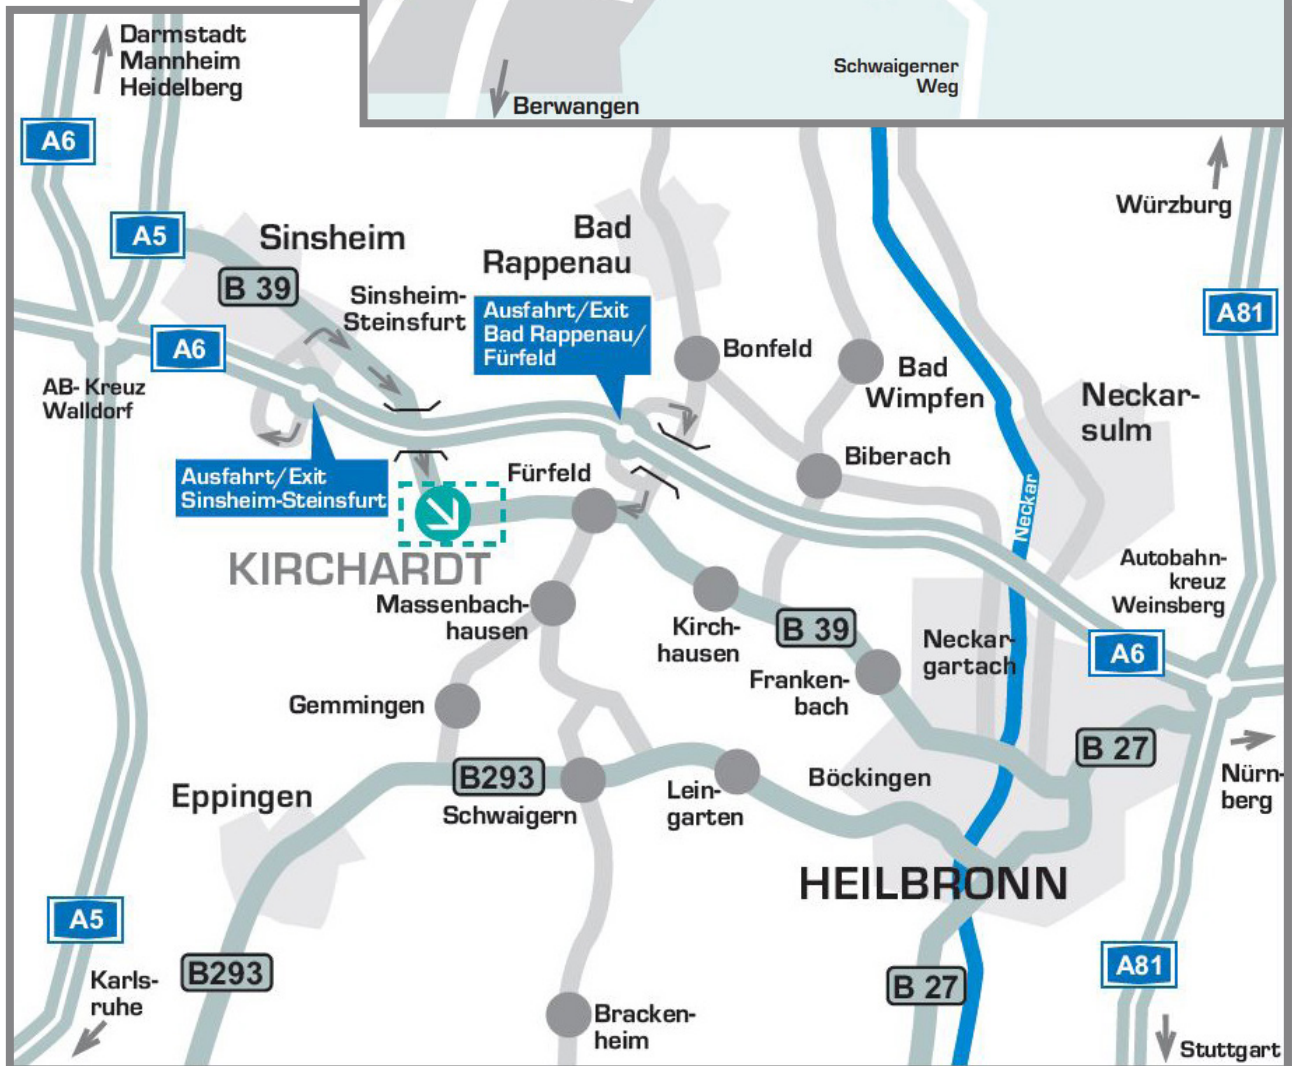 Darmstadt
Mannheim
Heidelberg
Schwaigerner
Weg
Berwangen
A6
Würzburg
A5
Sinsheim
Bad
Rappenau
B 39
Sinsheim-
Steinsfurt
Ausfahrt/Exit
Bad Rappenau/
Fürfeld
A81
A6
Bonfeld
Bad
Wimpfen
AB- Kreuz
Walldorf
Neckar-
sulm
Biberach
Ausfahrt/Exit
Sinsheim-Steinsfurt
Fürfeld
Neckar
KIRCHARDT
Autobahn-
kreuz
Weinsberg
Massenbach-
hausen
Kirch-
hausen
B 39
Neckar-
gartach
A6
Franken-
bach
Gemmingen
B 27
B293
Böckingen
Nürn-
berg
Eppingen
Schwaigern
Lein-
garten
HEILBRONN
A5
B293
A81
Karls-
ruhe
B 27
Bracken-
heim
Stuttgart